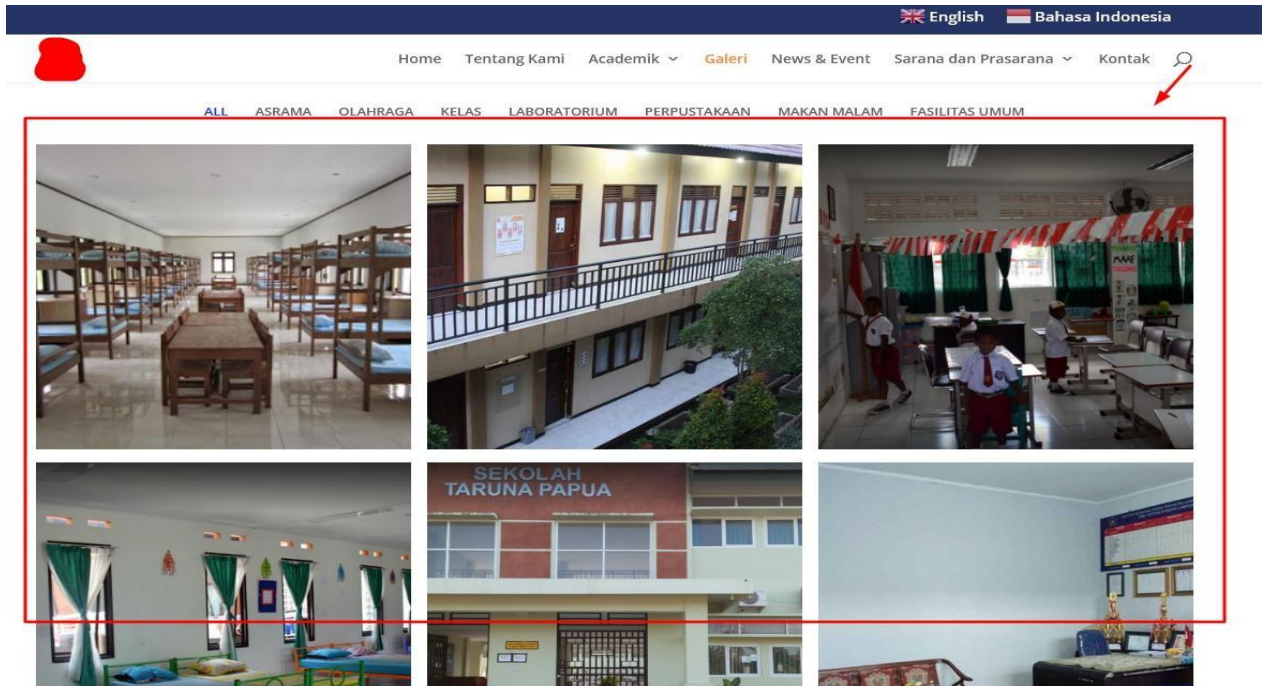 English Bahasa Indonesia
Home Tentang Kami Academik Galeri News & Event Sarana dan Prasarana Kontak
ALL ASRAMA OLAHRAGA KELAS LABORATORIUM PERPUSTAKAAN MAKAN MALAM FASILITAS UMUM
MAAF
SEKOLAH
TARUNA PAPUA